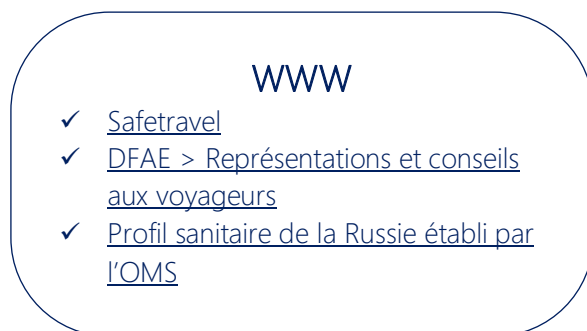 WWW
✓ Safetravel
✓ DFAE > Représentations et conseils
aux voyageurs
✓ Profil sanitaire de la Russie établi par
l'OMS